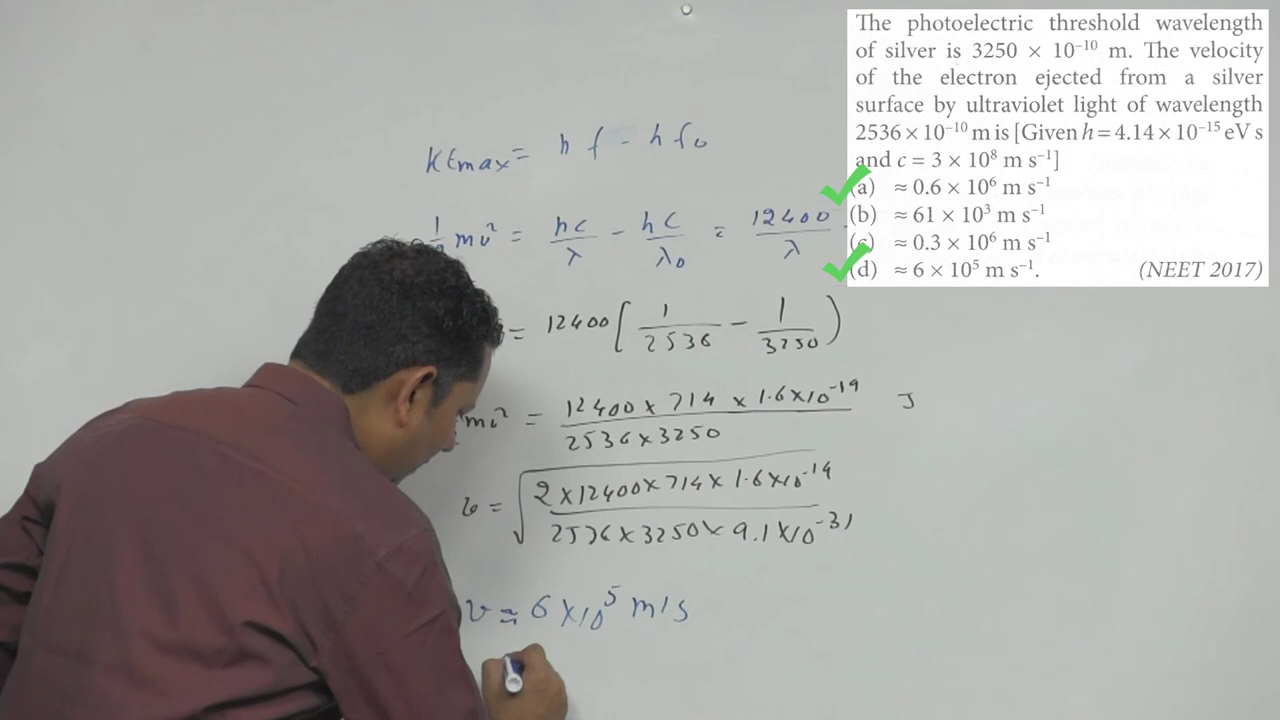 The photoelectric threshold wavelength
of silver is 3250 × 10⁻¹⁰ m. The velocity
of the electron ejected from a silver
surface by ultraviolet light of wavelength
2536 × 10⁻¹⁰ m is [Given h = 4.14 × 10⁻¹⁵ eV s
and c = 3 × 10⁸ m s⁻¹]
(a) ≈ 0.6 × 10⁶ m s⁻¹
(b) ≈ 61 × 10³ m s⁻¹
(c) ≈ 0.3 × 10⁶ m s⁻¹
(d) ≈ 6 × 10⁵ m s⁻¹. (NEET 2017)
KEmax = hf - hf₀
1 mv² = hc/λ - hc/λ₀ = 12400/λ -
= 12400 [ 1/2536 - 1/3250 )
mv² = 12400 × 714 × 1.6×10⁻¹⁹ / 2536×3250 J
v = √ 2×12400×714×1.6×10⁻¹⁹ / 2536×3250×9.1×10⁻³¹
v ≈ 6×10⁵ m/s